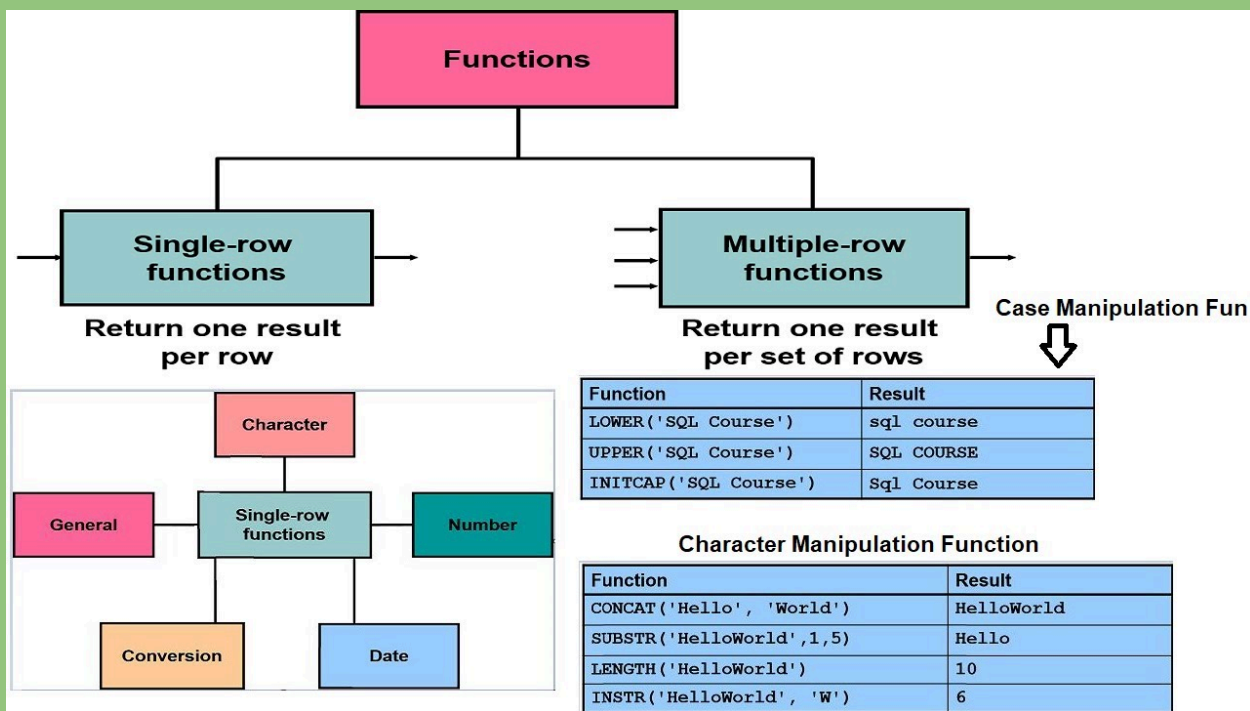 Functions
Single-row
functions
Multiple-row
functions
Return one result
per row
Return one result
per set of rows
Case Manipulation Fun
Function Result
LOWER('SQL Course') sql course
UPPER('SQL Course') SQL COURSE
INITCAP('SQL Course') Sql Course
Character
General
Single-row
functions
Number
Conversion
Date
Character Manipulation Function
Function Result
CONCAT('Hello', 'World') HelloWorld
SUBSTR('HelloWorld',1,5) Hello
LENGTH('HelloWorld') 10
INSTR('HelloWorld', 'W') 6